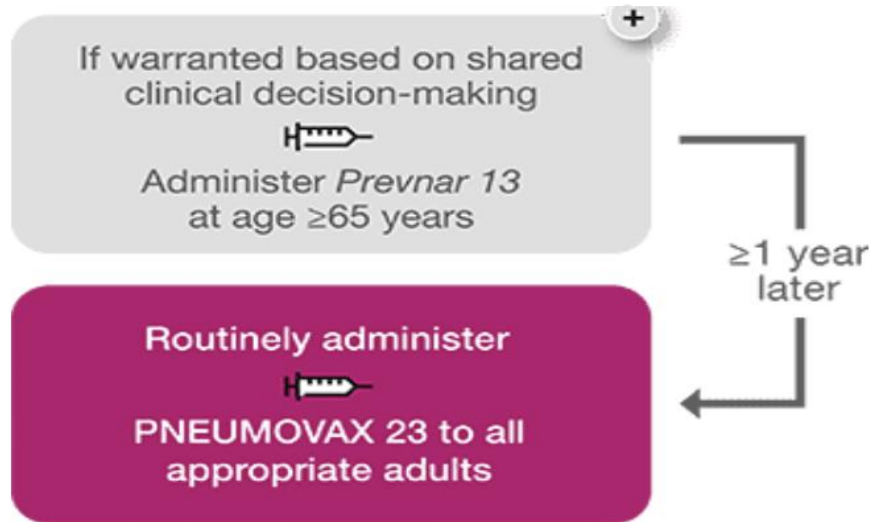 +
If warranted based on shared
clinical decision-making
Administer Prevnar 13
at age ≥65 years
≥1 year
later
Routinely administer
PNEUMOVAX 23 to all
appropriate adults